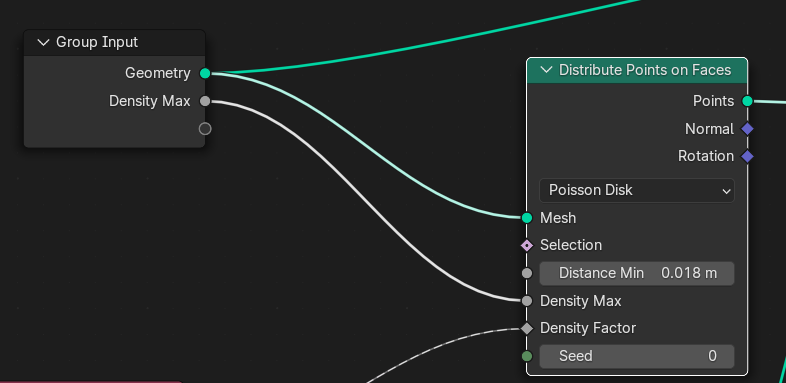 Group Input
Geometry
Density Max
Distribute Points on Faces
Points
Normal
Rotation
Poisson Disk
Mesh
Selection
Distance Min 0.018 m
Density Max
Density Factor
Seed 0